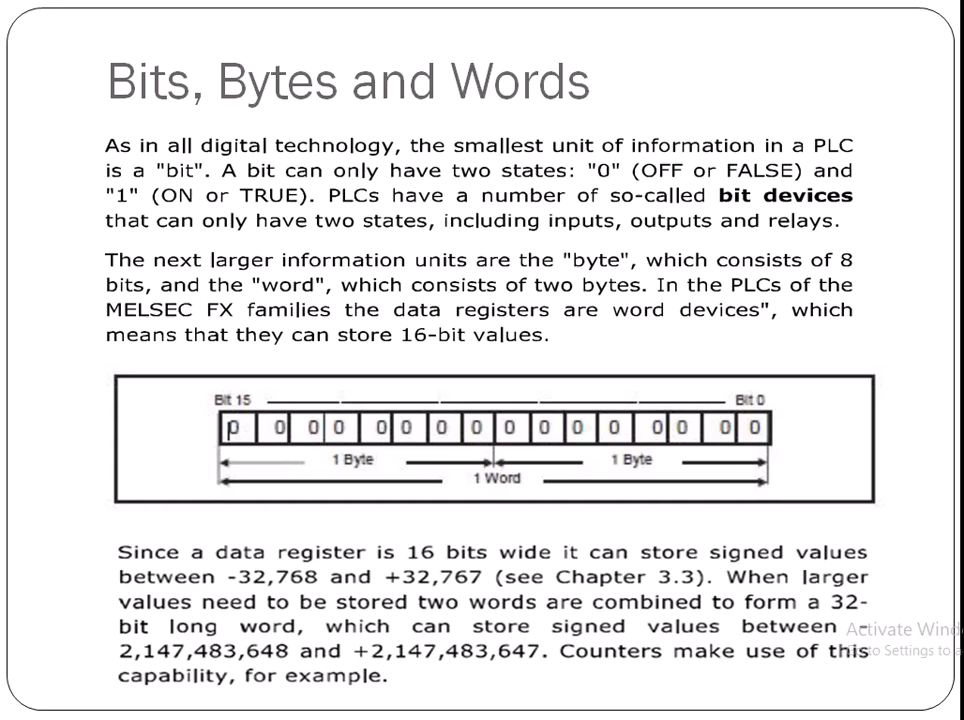 Bits, Bytes and Words
As in all digital technology, the smallest unit of information in a PLC
is a "bit". A bit can only have two states: "0" (OFF or FALSE) and
"1" (ON or TRUE). PLCs have a number of so-called bit devices
that can only have two states, including inputs, outputs and relays.
The next larger information units are the "byte", which consists of 8
bits, and the "word", which consists of two bytes. In the PLCs of the
MELSEC FX families the data registers are word devices", which
means that they can store 16-bit values.
Bit 15 Bit 0
0 0 0 0 0 0 0 0 0 0 0 0 0 0 0 0
1 Byte 1 Byte
1 Word
Since a data register is 16 bits wide it can store signed values
between -32,768 and +32,767 (see Chapter 3.3). When larger
values need to be stored two words are combined to form a 32-
bit long word, which can store signed values between -
2,147,483,648 and +2,147,483,647. Counters make use of this
capability, for example.
Activate Wind
to Settings to a